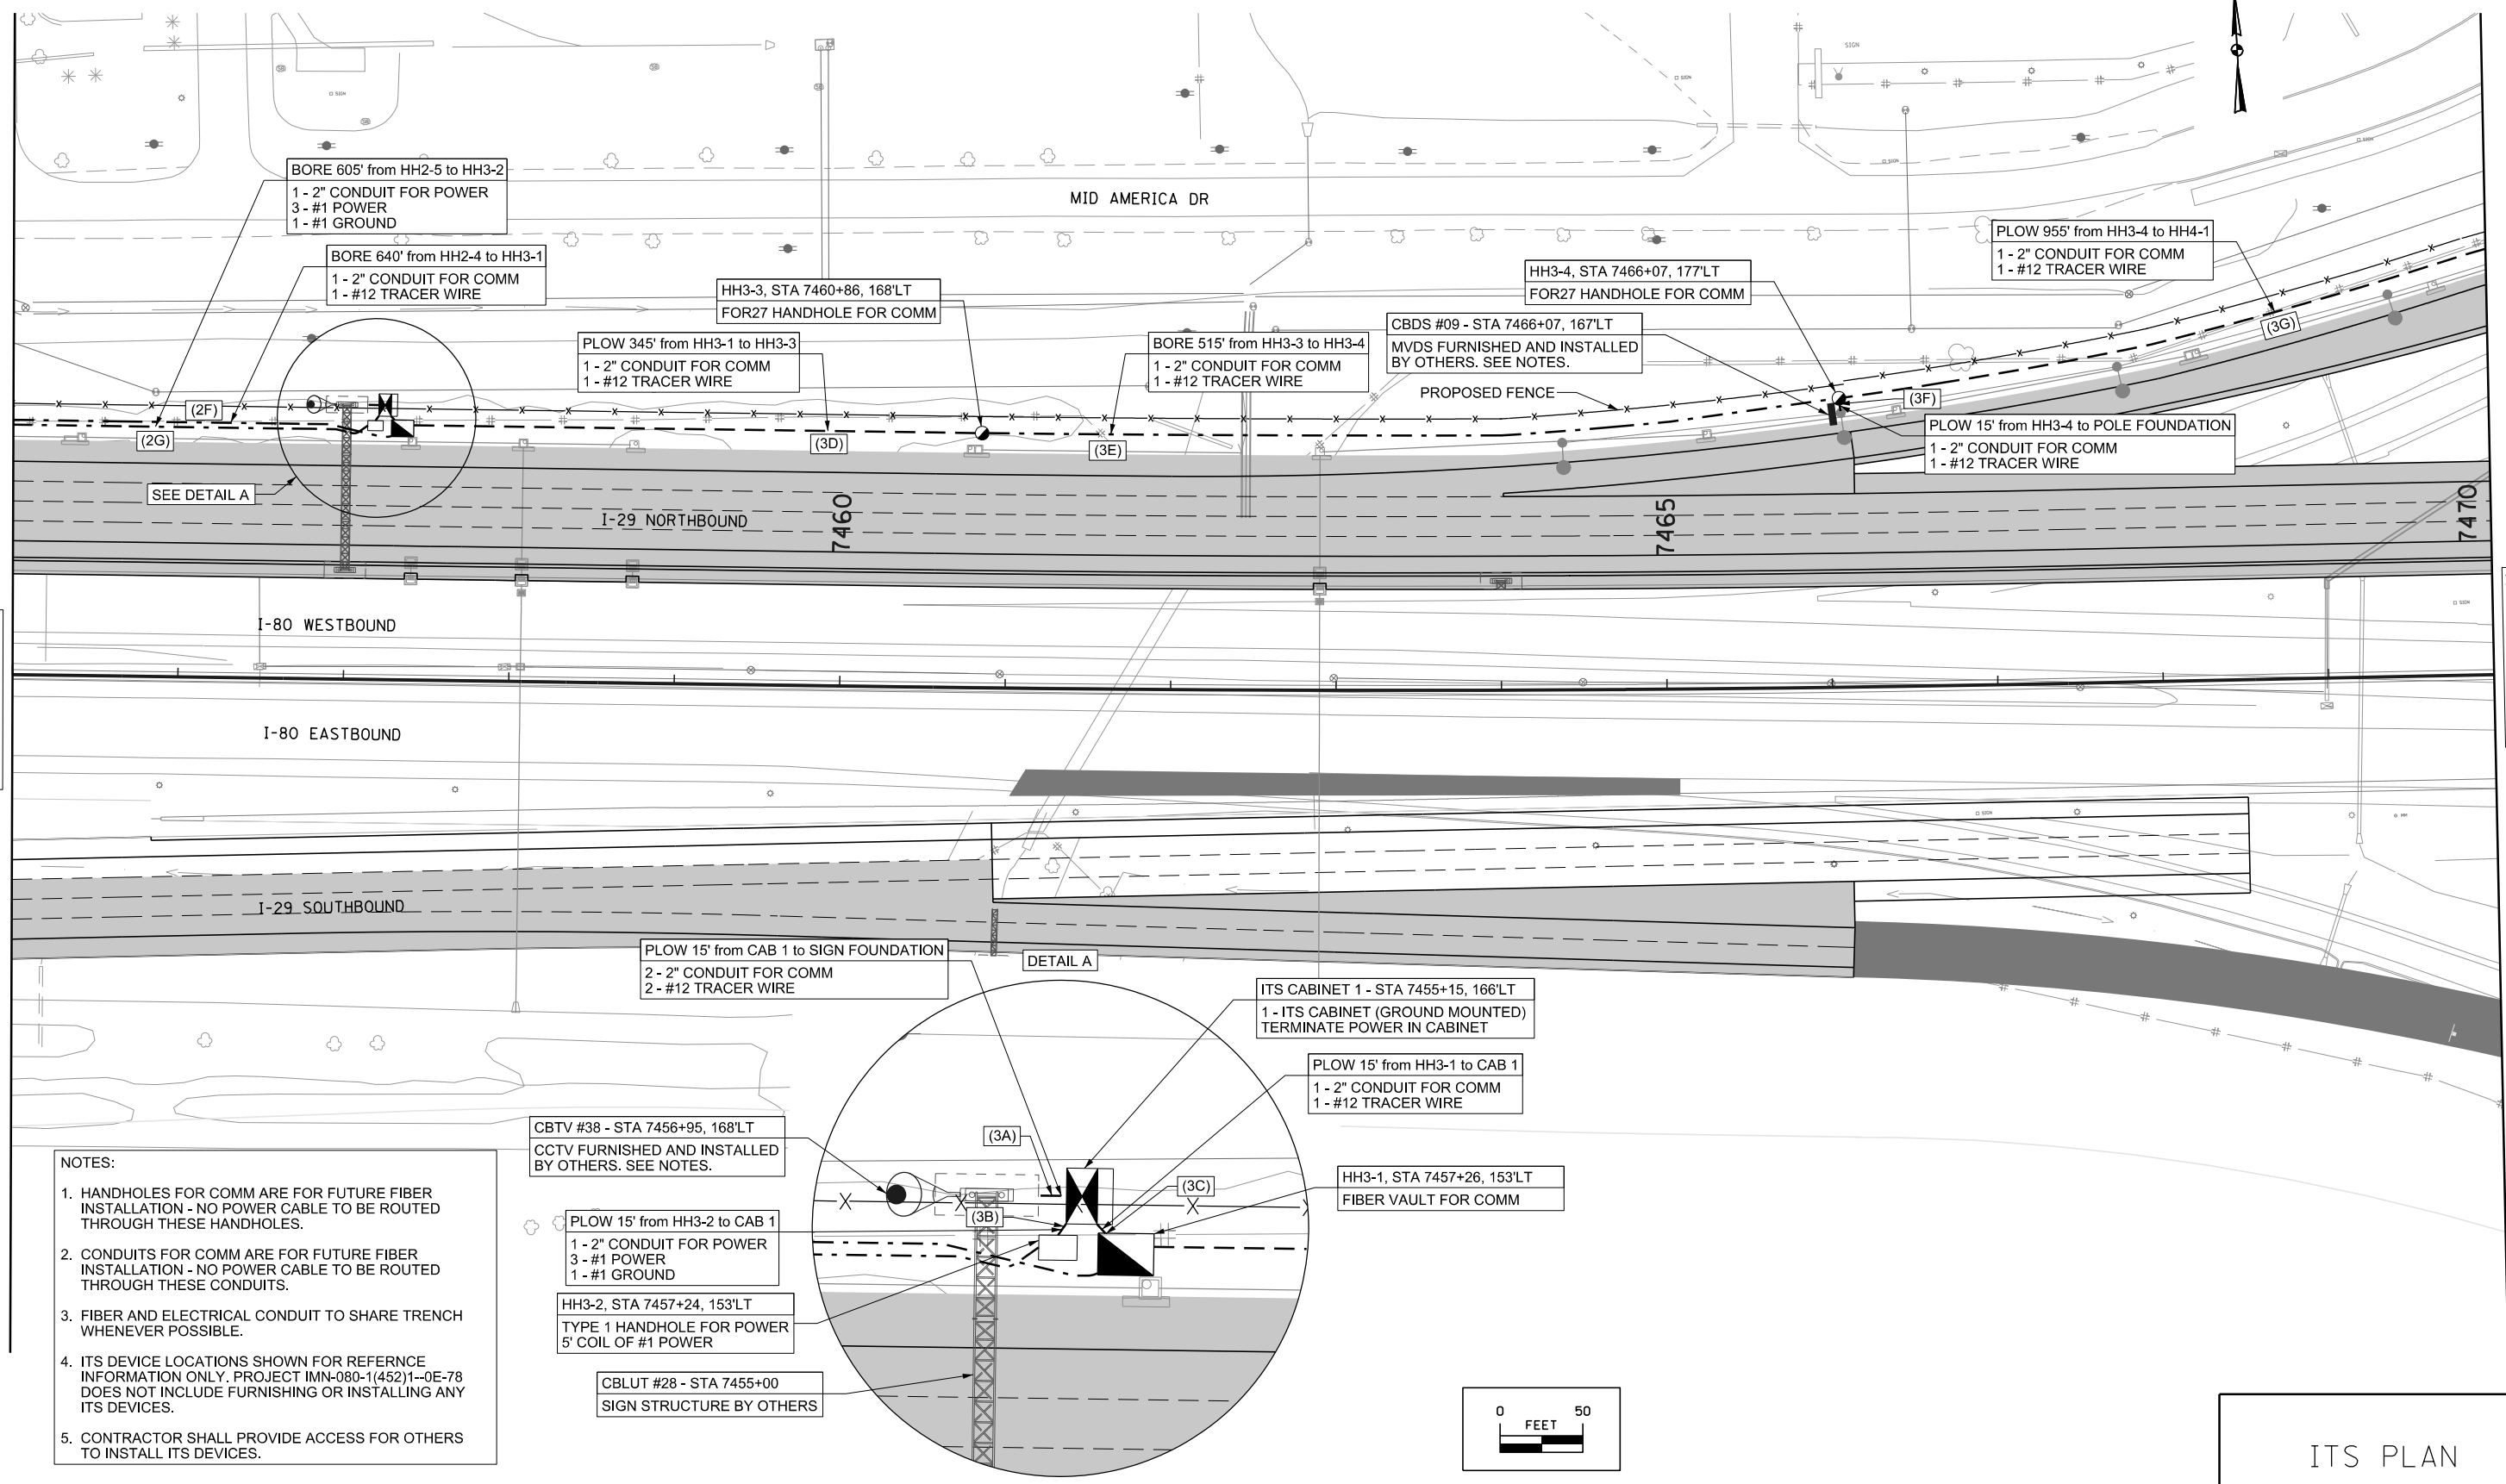 SIGN
SIGN
SIGN
SIGN
SIGN
BORE 605' from HH2-5 to HH3-2
1 - 2" CONDUIT FOR POWER
3 - #1 POWER
1 - #1 GROUND
MID AMERICA DR
BORE 640' from HH2-4 to HH3-1
1 - 2" CONDUIT FOR COMM
1 - #12 TRACER WIRE
HH3-3, STA 7460+86, 168'LT
FOR27 HANDHOLE FOR COMM
HH3-4, STA 7466+07, 177'LT
FOR27 HANDHOLE FOR COMM
PLOW 955' from HH3-4 to HH4-1
1 - 2" CONDUIT FOR COMM
1 - #12 TRACER WIRE
PLOW 345' from HH3-1 to HH3-3
1 - 2" CONDUIT FOR COMM
1 - #12 TRACER WIRE
BORE 515' from HH3-3 to HH3-4
1 - 2" CONDUIT FOR COMM
1 - #12 TRACER WIRE
CBDS #09 - STA 7466+07, 167'LT
MVDS FURNISHED AND INSTALLED
BY OTHERS. SEE NOTES.
PROPOSED FENCE
(3G)
(3F)
(2F)
(2G)
(3D)
(3E)
PLOW 15' from HH3-4 to POLE FOUNDATION
1 - 2" CONDUIT FOR COMM
1 - #12 TRACER WIRE
SEE DETAIL A
I-29 NORTHBOUND
7460
7465
7470
I-80 WESTBOUND
SIGN
I-80 EASTBOUND
SIGN
I-29 SOUTHBOUND
PLOW 15' from CAB 1 to SIGN FOUNDATION
2 - 2" CONDUIT FOR COMM
2 - #12 TRACER WIRE
DETAIL A
ITS CABINET 1 - STA 7455+15, 166'LT
1 - ITS CABINET (GROUND MOUNTED)
TERMINATE POWER IN CABINET
PLOW 15' from HH3-1 to CAB 1
1 - 2" CONDUIT FOR COMM
1 - #12 TRACER WIRE
CBTV #38 - STA 7456+95, 168'LT
CCTV FURNISHED AND INSTALLED
BY OTHERS. SEE NOTES.
(3A)
(3C)
(3B)
HH3-1, STA 7457+26, 153'LT
FIBER VAULT FOR COMM
PLOW 15' from HH3-2 to CAB 1
1 - 2" CONDUIT FOR POWER
3 - #1 POWER
1 - #1 GROUND
HH3-2, STA 7457+24, 153'LT
TYPE 1 HANDHOLE FOR POWER
5' COIL OF #1 POWER
CBLUT #28 - STA 7455+00
SIGN STRUCTURE BY OTHERS
NOTES:
1. HANDHOLES FOR COMM ARE FOR FUTURE FIBER
INSTALLATION - NO POWER CABLE TO BE ROUTED
THROUGH THESE HANDHOLES.
2. CONDUITS FOR COMM ARE FOR FUTURE FIBER
INSTALLATION - NO POWER CABLE TO BE ROUTED
THROUGH THESE CONDUITS.
3. FIBER AND ELECTRICAL CONDUIT TO SHARE TRENCH
WHENEVER POSSIBLE.
4. ITS DEVICE LOCATIONS SHOWN FOR REFERNCE
INFORMATION ONLY. PROJECT IMN-080-1(452)1--0E-78
DOES NOT INCLUDE FURNISHING OR INSTALLING ANY
ITS DEVICES.
5. CONTRACTOR SHALL PROVIDE ACCESS FOR OTHERS
TO INSTALL ITS DEVICES.
0 50
FEET
ITS PLAN